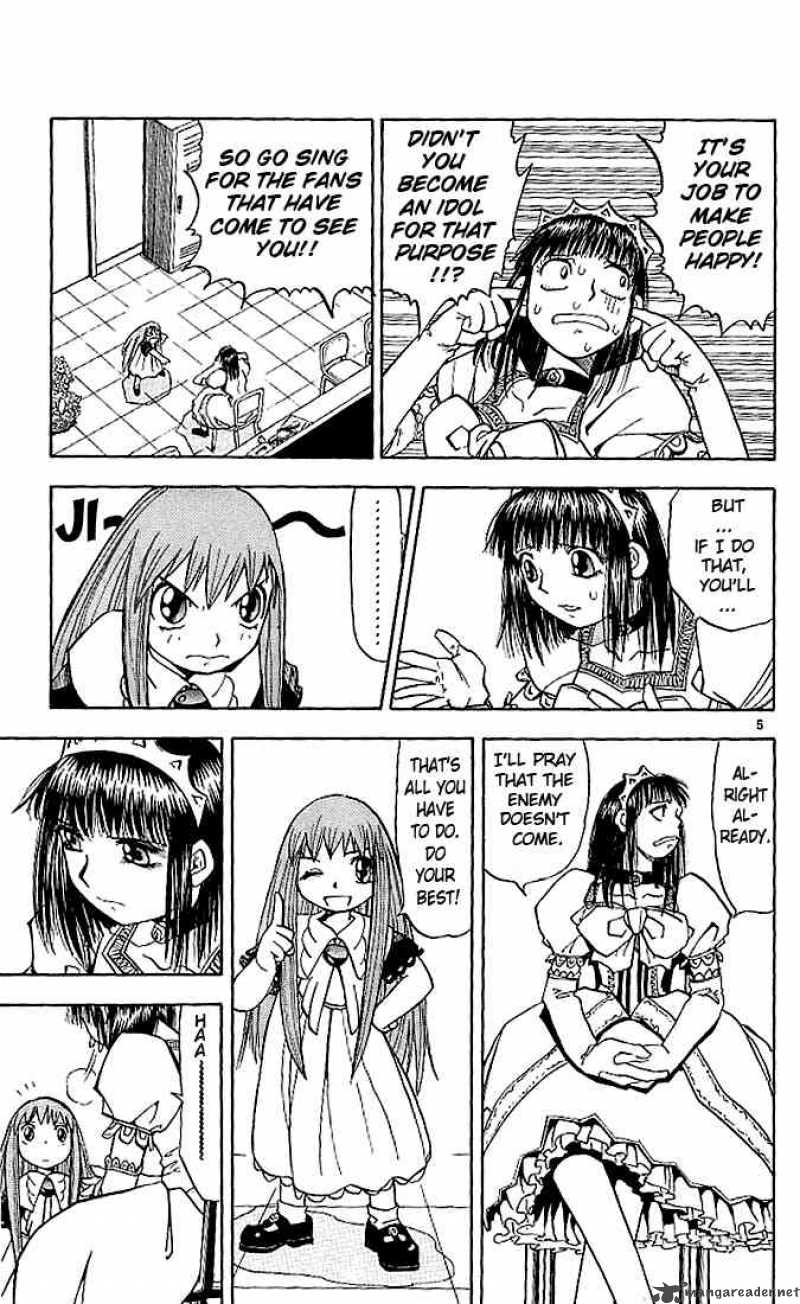 IT'S
YOUR
JOB TO
MAKE
PEOPLE
HAPPY!
DIDN'T
YOU
BECOME
AN IDOL
FOR THAT
PURPOSE
!!?
SO GO SING
FOR THE FANS
THAT HAVE
COME TO SEE
YOU!!
BUT
...
IF I DO
THAT,
YOU'LL
...
...........
JI~
5
AL-
RIGHT
AL-
READY.
I'LL PRAY
THAT THE
ENEMY
DOESN'T
COME.
THAT'S
ALL YOU
HAVE
TO DO.
DO
YOUR
BEST!
HAA...........
mangareader.net